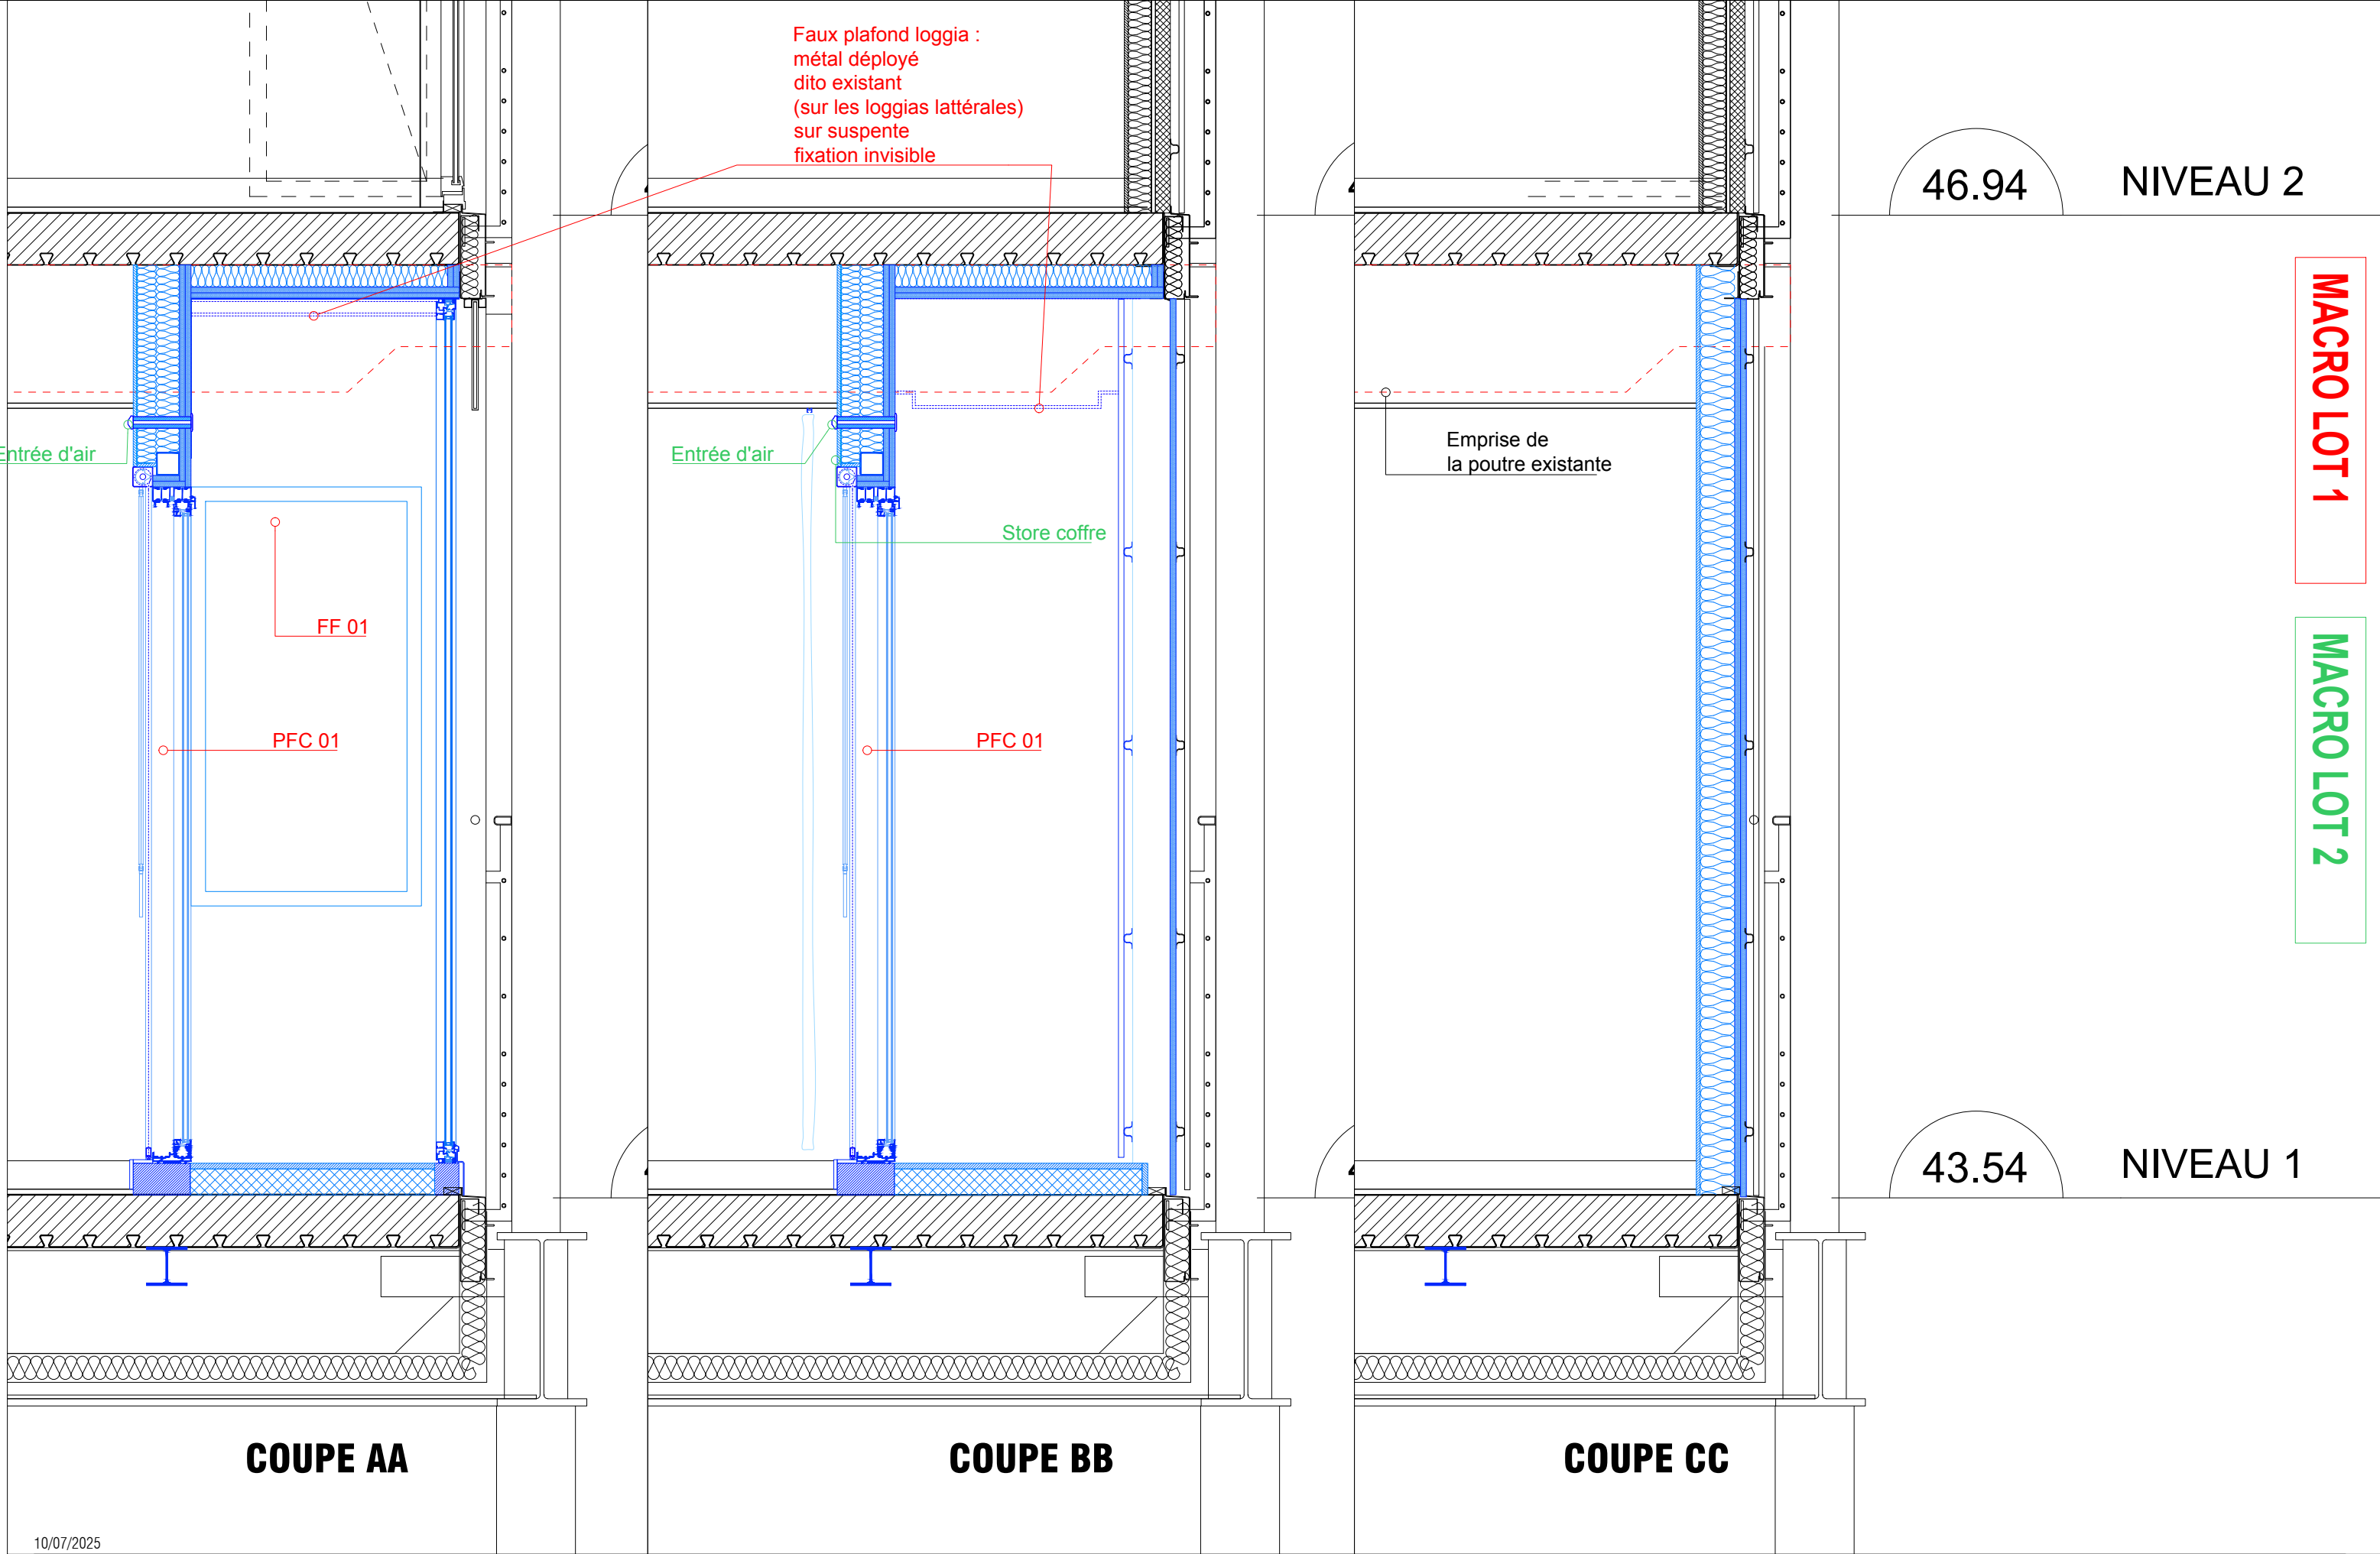 Faux plafond loggia :
métal déployé
dito existant
(sur les loggias lattérales)
sur suspente
fixation invisible
46.94
NIVEAU 2
MACRO LOT 1
Entrée d'air
Entrée d'air
Emprise de
la poutre existante
Store coffre
FF 01
MACRO LOT 2
PFC 01
PFC 01
43.54
NIVEAU 1
COUPE AA
COUPE BB
COUPE CC
10/07/2025